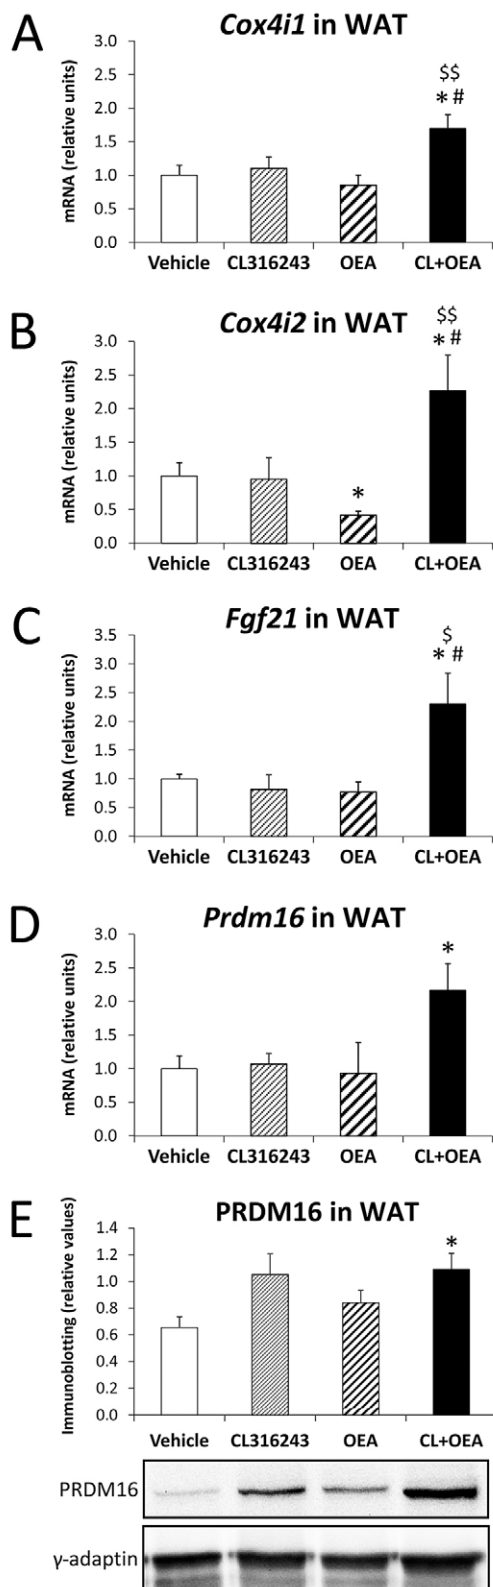 A
Cox4i1 in WAT
mRNA (relative units)
3.0
2.5
2.0
1.5
1.0
0.5
0.0
$$
* #
Vehicle CL316243 OEA CL+OEA
B
Cox4i2 in WAT
mRNA (relative units)
3.0
2.5
2.0
1.5
1.0
0.5
0.0
*
$$
* #
Vehicle CL316243 OEA CL+OEA
C
Fgf21 in WAT
mRNA (relative units)
3.5
3.0
2.5
2.0
1.5
1.0
0.5
0.0
$
* #
Vehicle CL316243 OEA CL+OEA
D
Prdm16 in WAT
mRNA (relative units)
3.0
2.5
2.0
1.5
1.0
0.5
0.0
*
Vehicle CL316243 OEA CL+OEA
E
PRDM16 in WAT
Immunoblotting (relative values)
1.4
1.2
1.0
0.8
0.6
0.4
0.2
0.0
*
Vehicle CL316243 OEA CL+OEA
PRDM16
γ-adaptin